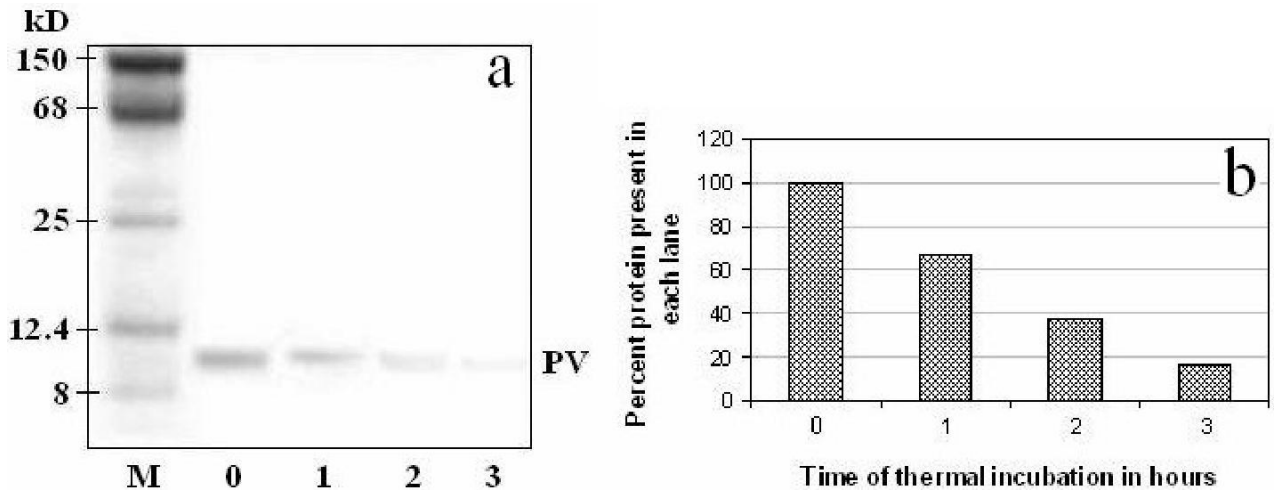 kD
150
68
25
12.4
8
a
PV
M 0 1 2 3
b
Percent protein present in
each lane
120
100
80
60
40
20
0
0 1 2 3
Time of thermal incubation in hours